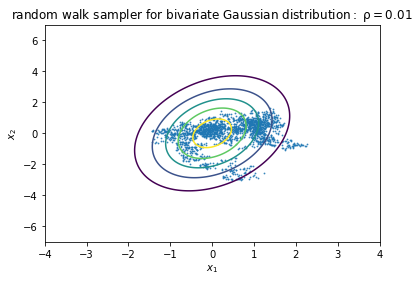 random walk sampler for bivariate Gaussian distribution: ρ = 0.01
6
4
2
0
−2
−4
−6
x₂
−4 −3 −2 −1 0 1 2 3 4
x₁